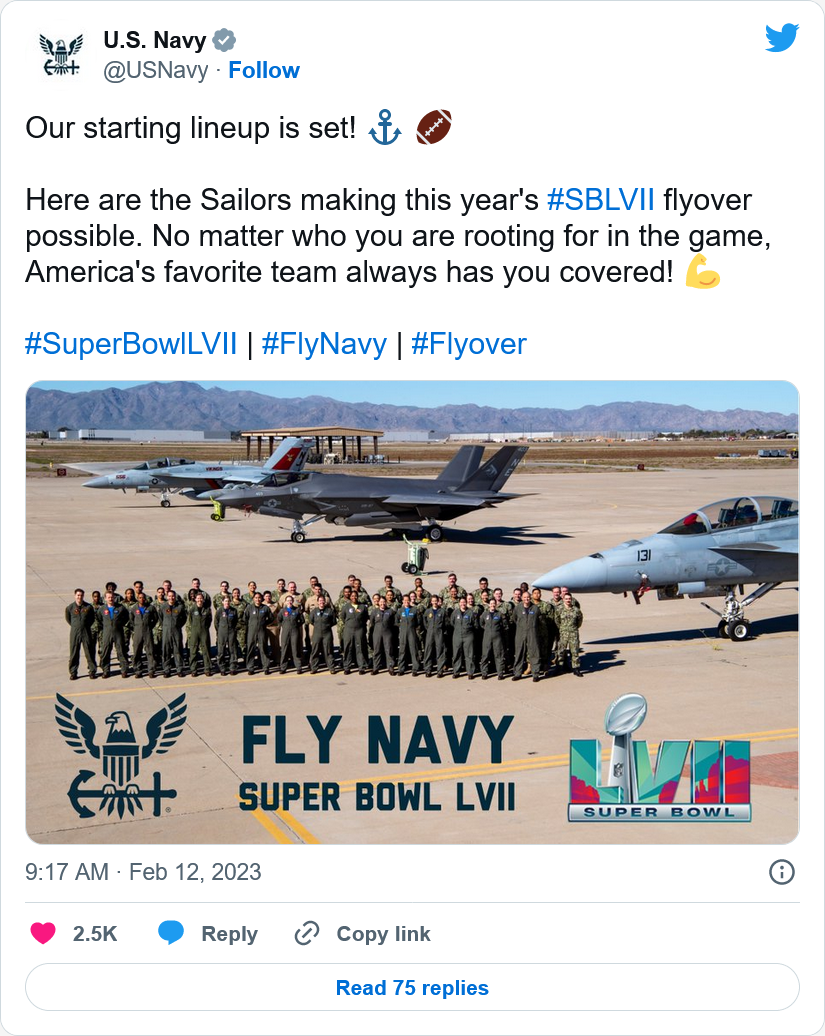 U.S. Navy
@USNavy · Follow
Our starting lineup is set! ⚓ 🏈
Here are the Sailors making this year's #SBLVII flyover
possible. No matter who you are rooting for in the game,
America's favorite team always has you covered! 💪
#SuperBowlLVII | #FlyNavy | #Flyover
131
FLY NAVY
SUPER BOWL LVII
LVII
SUPER BOWL
9:17 AM · Feb 12, 2023
2.5K Reply Copy link
Read 75 replies